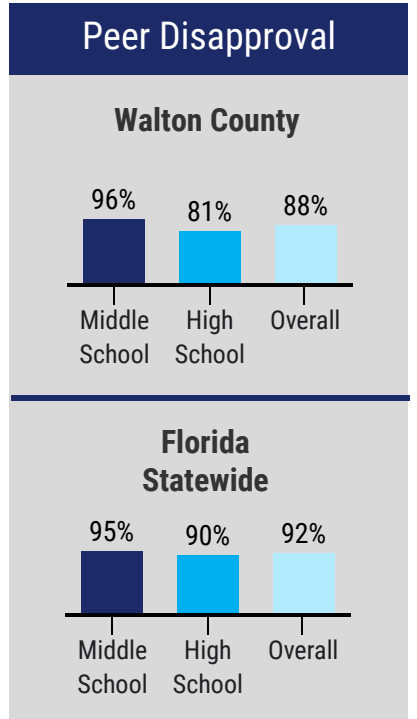 Peer Disapproval
Walton County
96%
81%
88%
Middle
School
High
School
Overall
Florida
Statewide
95%
90%
92%
Middle
School
High
School
Overall